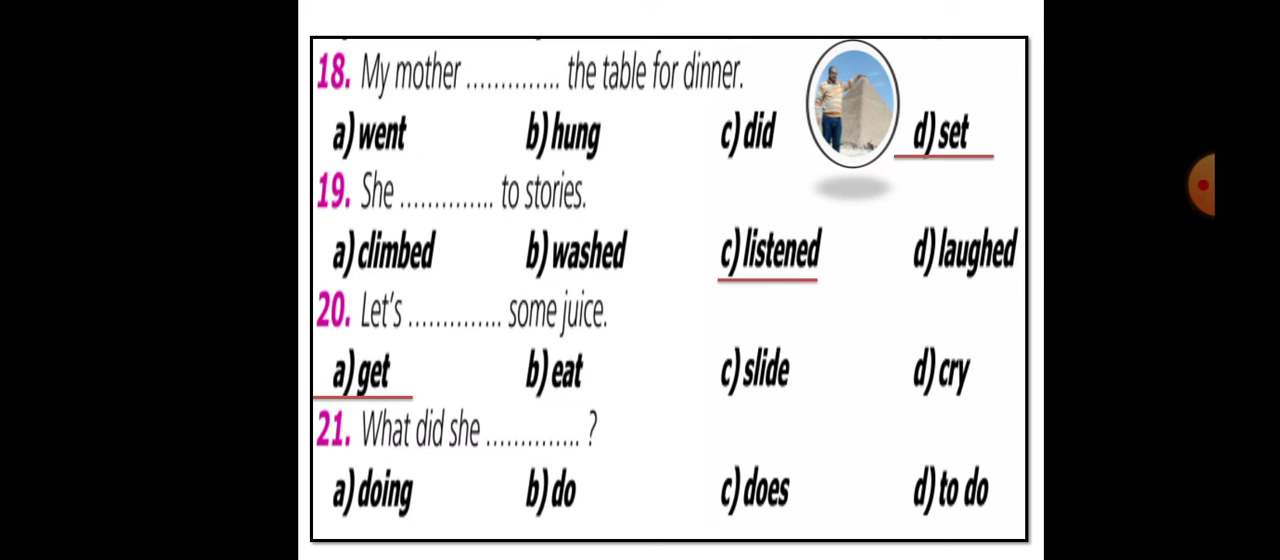 18. My mother .............. the table for dinner.
a) went b) hung c) did d) set
19. She .............. to stories.
a) climbed b) washed c) listened d) laughed
20. Let's .............. some juice.
a) get b) eat c) slide d) cry
21. What did she .............. ?
a) doing b) do c) does d) to do